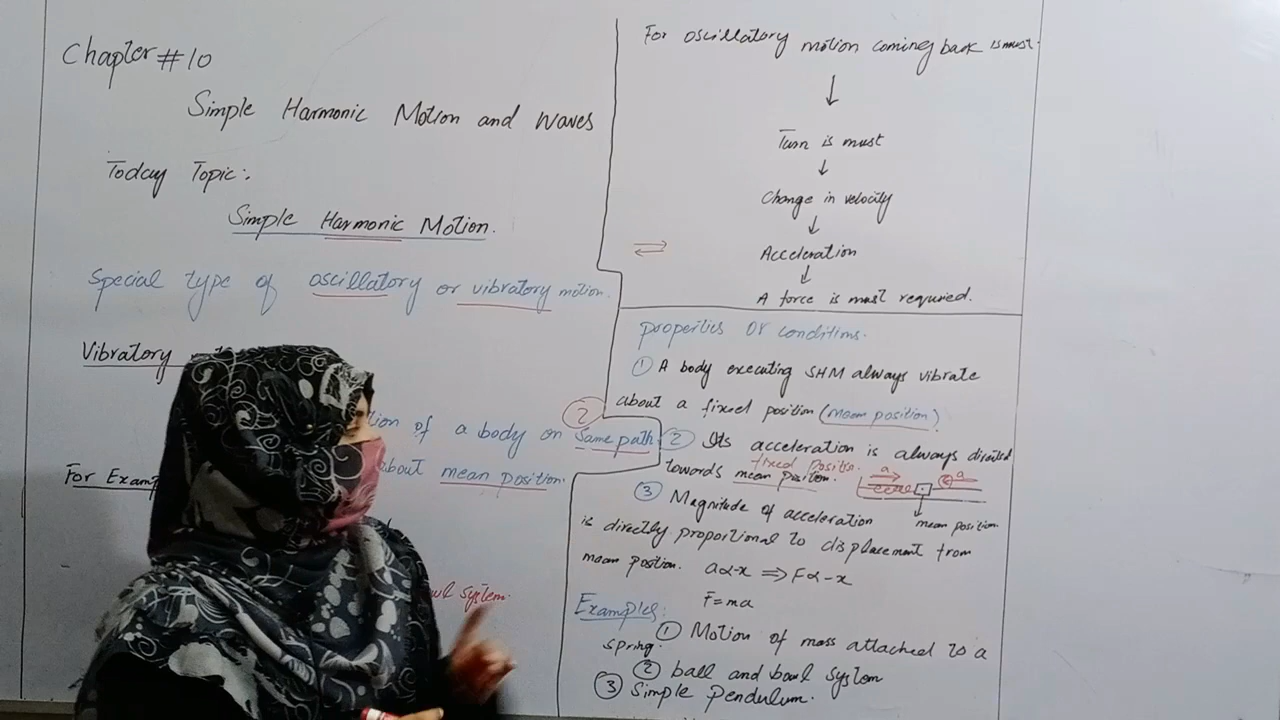 Chapter #10
Simple Harmonic Motion and waves
Today Topic:
Simple Harmonic Motion.
Special type of oscillatory or vibratory motion.
Vibratory
of a body on same path
about mean position.
For Exam
system.
For oscillatory motion coming back is must.
↓
Turn is must
↓
Change in velocity
↓
Acceleration
↓
A force is must required.
properties or conditions.
① A body executing SHM always vibrate
about a fixed position (mean position)
②
② Its acceleration is always directed
fixed
towards mean position.
a a
mean position
③ Magnitude of acceleration
is directly proportional to displacement from
mean postion. a∝-x ⇒ F∝-x
F=ma
Examples:
① Motion of mass attached to a
spring.
② ball and bowl system
③ Simple Pendulum.